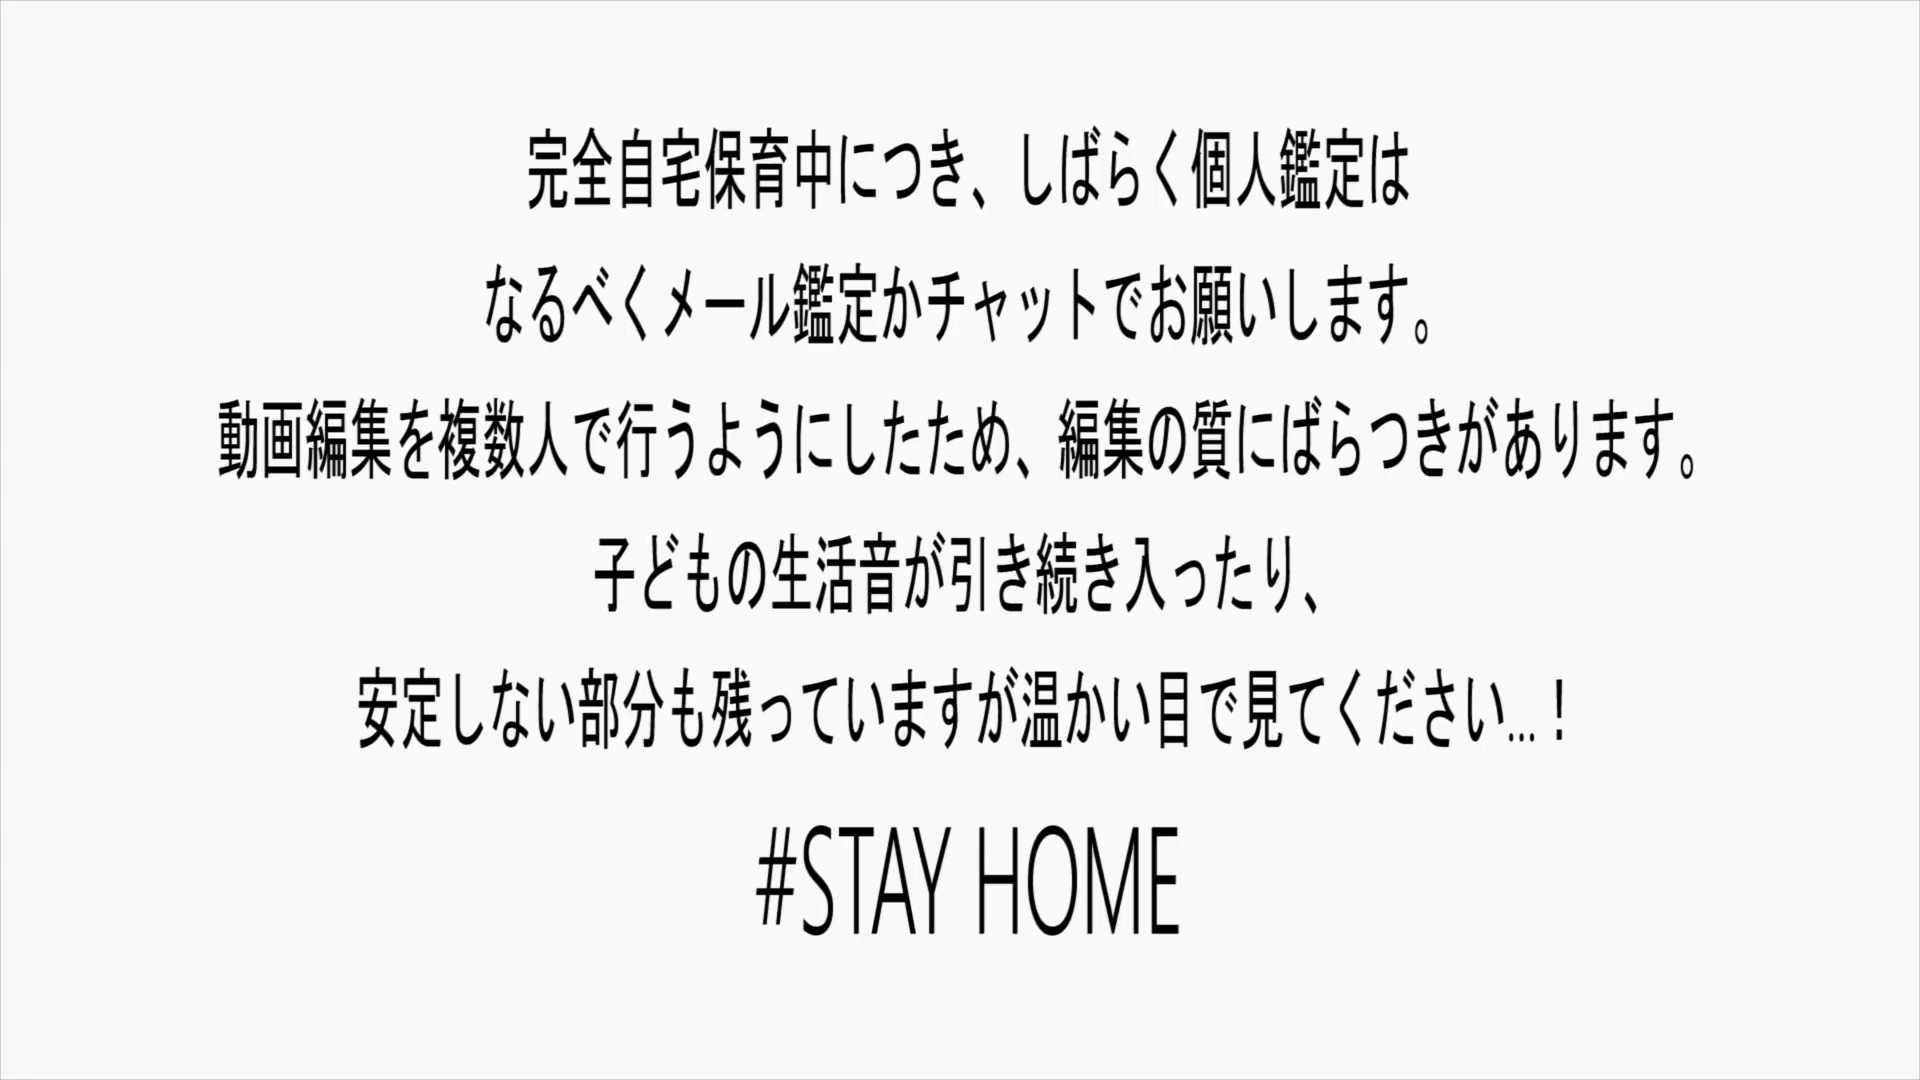 完全自宅保育中につき、しばらく個人鑑定は
なるべくメール鑑定かチャットでお願いします。
動画編集を複数人で行うようにしたため、編集の質にばらつきがあります。
子どもの生活音が引き続き入ったり、
安定しない部分も残っていますが温かい目で見てください...！
#STAY HOME